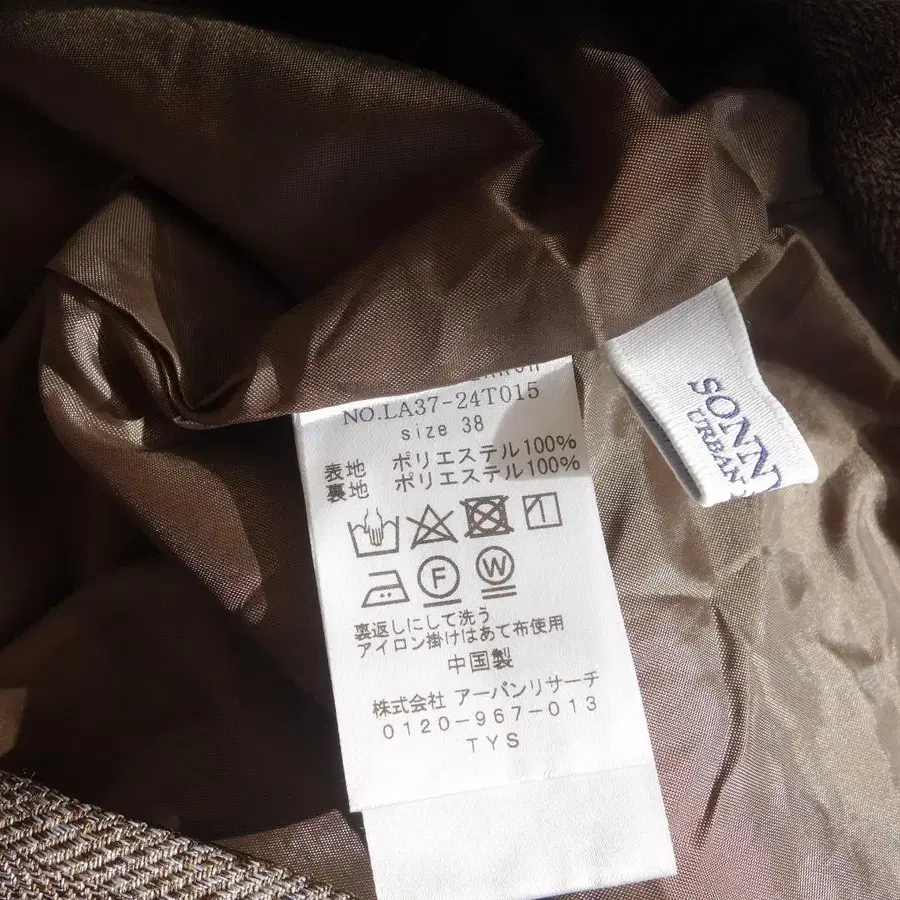 NO.LA37-24T015
size 38
表地 ポリエステル100%
裏地 ポリエステル100%
F W
裏返しにして洗う
アイロン掛けはあて布使用
中国製
株式会社 アーバンリサーチ
0120-967-013
TYS
SONN
URBAN